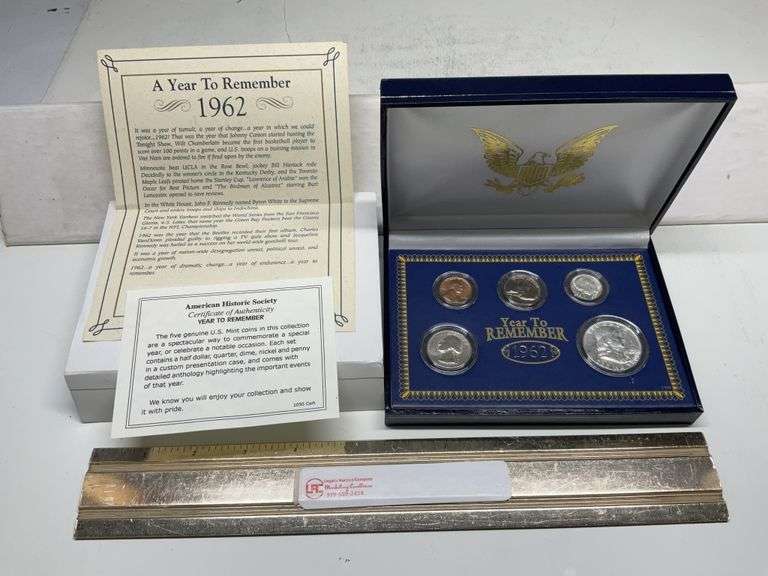 A Year To Remember
1962
It was a year of tumult, a year of change...a year in which we could
rejoice...1962! That was the year that Johnny Carson started hosting the
Tonight Show, Wilt Chamberlain became the first basketball player to
score over 100 points in a game, and U.S. troops on a training mission in
Viet Nam are ordered to fire if fired upon by the enemy.
Minnesota beat UCLA in the Rose Bowl, jockey Bill Hartack rode
Decidedly to the winner's circle in the Kentucky Derby, and the Toronto
Maple Leafs skated home the Stanley Cup. "Lawrence of Arabia" won the
Oscar for Best Picture and "The Birdman of Alcatraz" starring Burt
Lancaster, opened to rave reviews.
In the White House, John F. Kennedy named Byron White to the Supreme
Court and orders troops and ships to Indochina.
The New York Yankees the World Series from the San Francisco
Giants, 4-3. Later that same year the Green Bay Packers beat the Giants
16-7 in the NFL Championship.
1962 was the year that the Beatles recorded their first album, Charles
VanDoren pleaded guilty to rigging a TV quiz show and Jacqueline
Kennedy was hailed as a success on her world-wide goodwill tour.
It was a year of nation-wide desegregation unrest, political unrest, and
economic growth.
1962...a year of dramatic change...a year of endurance...a year to
remember.
American Historic Society
Certificate of Authenticity
YEAR TO REMEMBER
The five genuine U.S. Mint coins in this collection
are a spectacular way to commemorate a special
year, or celebrate a notable occasion. Each set
contains a half dollar, quarter, dime, nickel and penny
in a custom presentation case, and comes with
detailed anthology highlighting the important events
of that year.
We know you will enjoy your collection and show
it with pride.
1050 Cert
Year To
REMEMBER
1962